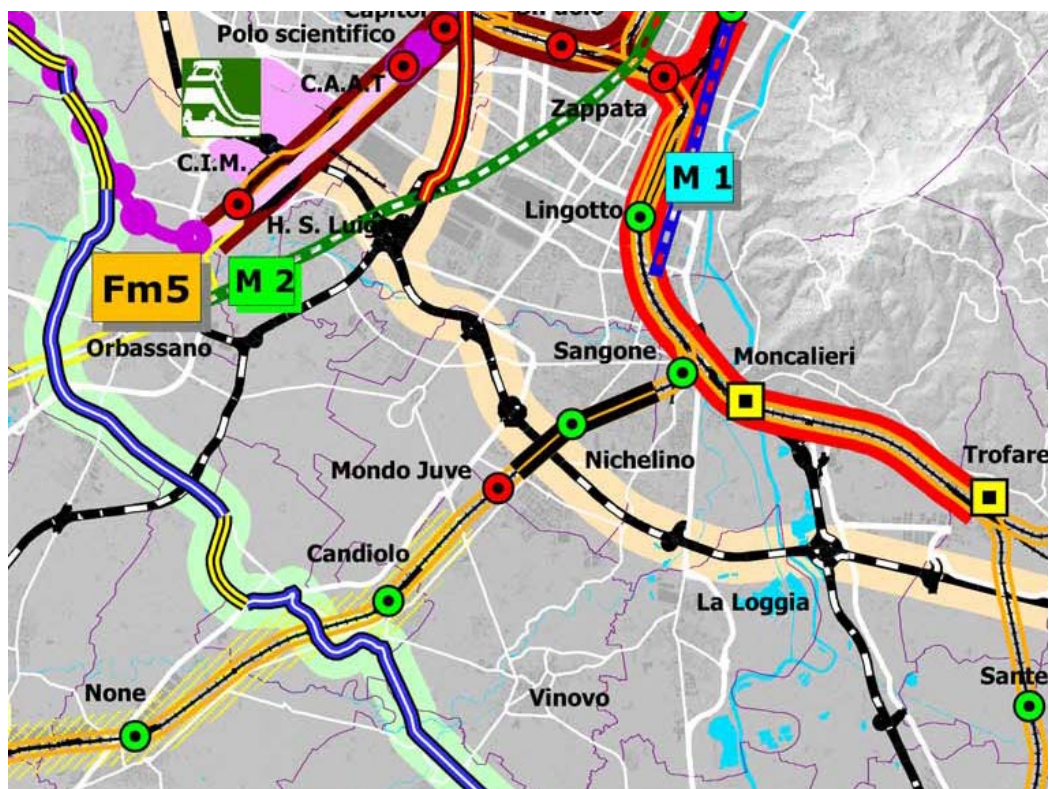 Polo scientifico
C.A.A.T
Zappata
C.I.M.
M 1
Lingotto
H. S. Luigi
M 2
Fm5
Orbassano
Sangone
Moncalieri
Trofare
Mondo Juve
Nichelino
Candiolo
La Loggia
Sante
None
Vinovo